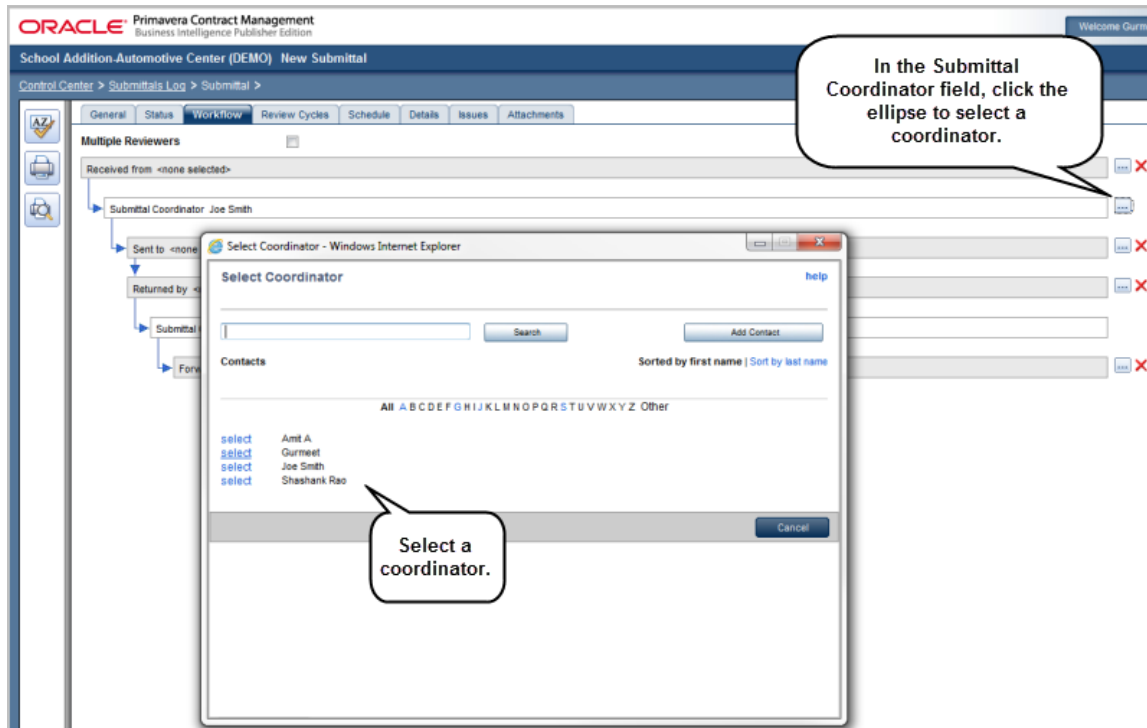 ORACLE Primavera Contract Management
Business Intelligence Publisher Edition
Welcome Gurm
School Addition-Automotive Center (DEMO) New Submittal
Control Center > Submittals Log > Submittal >
In the Submittal
Coordinator field, click the
ellipse to select a
coordinator.
General Status Workflow Review Cycles Schedule Details Issues Attachments
Multiple Reviewers
Received from <none selected>
Submittal Coordinator Joe Smith
Sent to <none
Returned by
Submittal
Forw
Select Coordinator - Windows Internet Explorer
Select Coordinator help
Search Add Contact
Contacts Sorted by first name | Sort by last name
All A B C D E F G H I J K L M N O P Q R S T U V W X Y Z Other
select Amit A
select Gurmeet
select Joe Smith
select Shashank Rao
Cancel
Select a
coordinator.